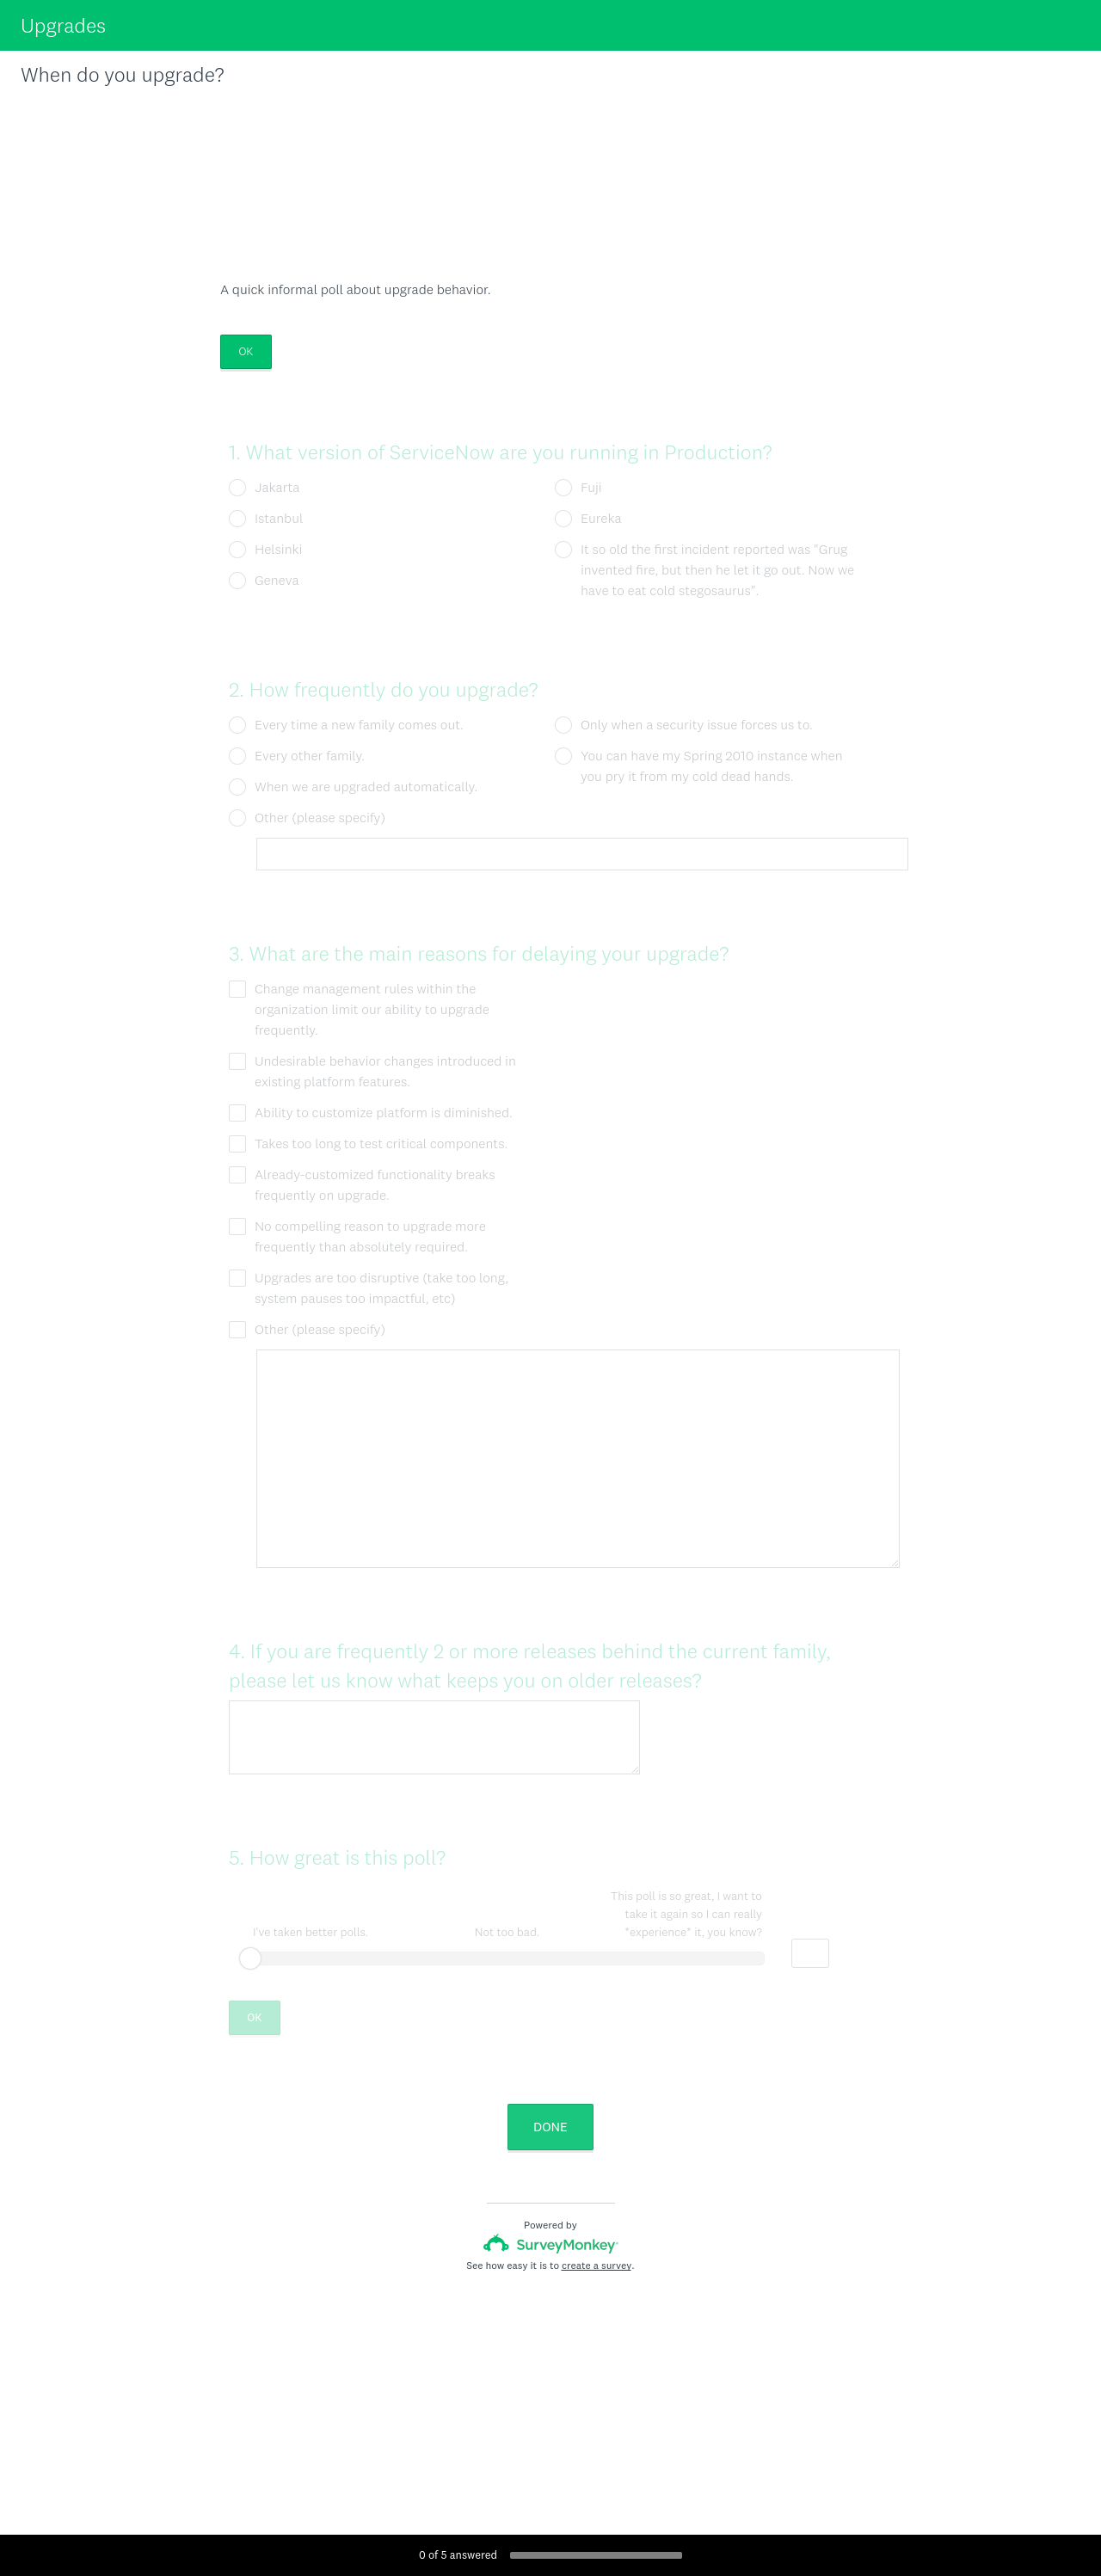 Upgrades
When do you upgrade?
A quick informal poll about upgrade behavior.
OK
1. What version of ServiceNow are you running in Production?
Jakarta
Istanbul
Helsinki
Geneva
Fuji
Eureka
It so old the first incident reported was "Grug
invented fire, but then he let it go out. Now we
have to eat cold stegosaurus".
2. How frequently do you upgrade?
Every time a new family comes out.
Every other family.
When we are upgraded automatically.
Only when a security issue forces us to.
You can have my Spring 2010 instance when
you pry it from my cold dead hands.
Other (please specify)
3. What are the main reasons for delaying your upgrade?
Change management rules within the
organization limit our ability to upgrade
frequently.
Undesirable behavior changes introduced in
existing platform features.
Ability to customize platform is diminished.
Takes too long to test critical components.
Already-customized functionality breaks
frequently on upgrade.
No compelling reason to upgrade more
frequently than absolutely required.
Upgrades are too disruptive (take too long,
system pauses too impactful, etc)
Other (please specify)
4. If you are frequently 2 or more releases behind the current family,
please let us know what keeps you on older releases?
5. How great is this poll?
I've taken better polls.
Not too bad.
This poll is so great, I want to
take it again so I can really
"experience" it, you know?
OK
DONE
Powered by
SurveyMonkey
See how easy it is to create a survey.
0 of 5 answered